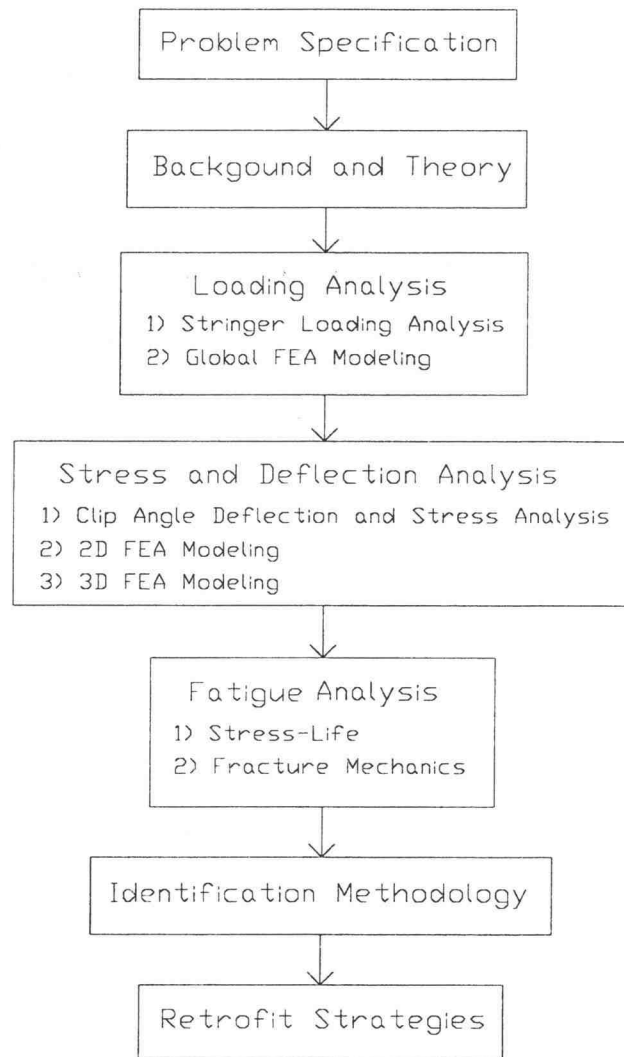 Problem Specification
Backgound and Theory
Loading Analysis
1) Stringer Loading Analysis
2) Global FEA Modeling
Stress and Deflection Analysis
1) Clip Angle Deflection and Stress Analysis
2) 2D FEA Modeling
3) 3D FEA Modeling
Fatigue Analysis
1) Stress-Life
2) Fracture Mechanics
Identification Methodology
Retrofit Strategies